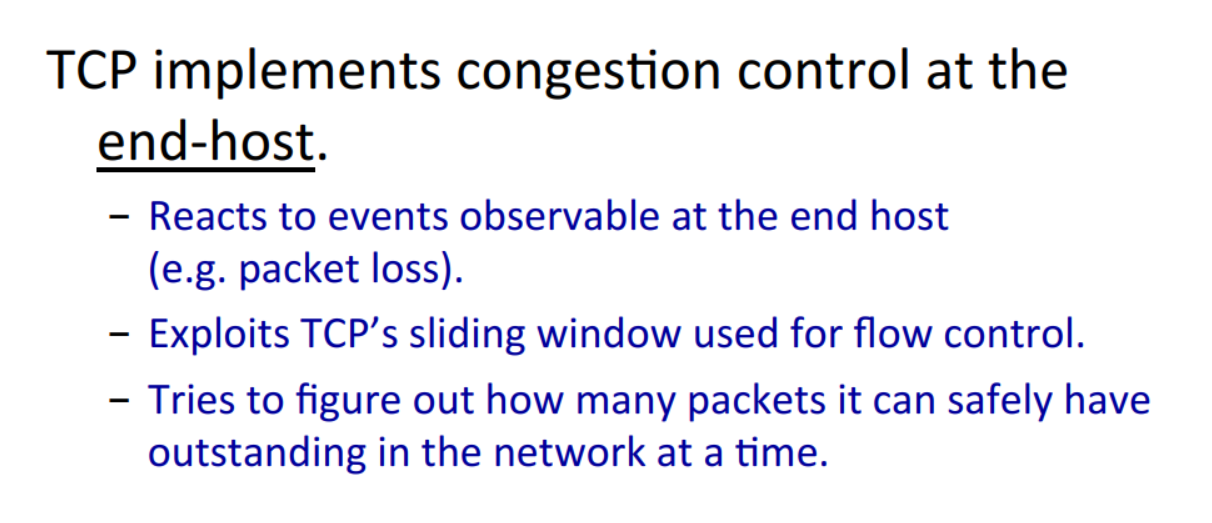 TCP implements congestion control at the
end-host.
– Reacts to events observable at the end host
(e.g. packet loss).
– Exploits TCP’s sliding window used for flow control.
– Tries to figure out how many packets it can safely have
outstanding in the network at a time.